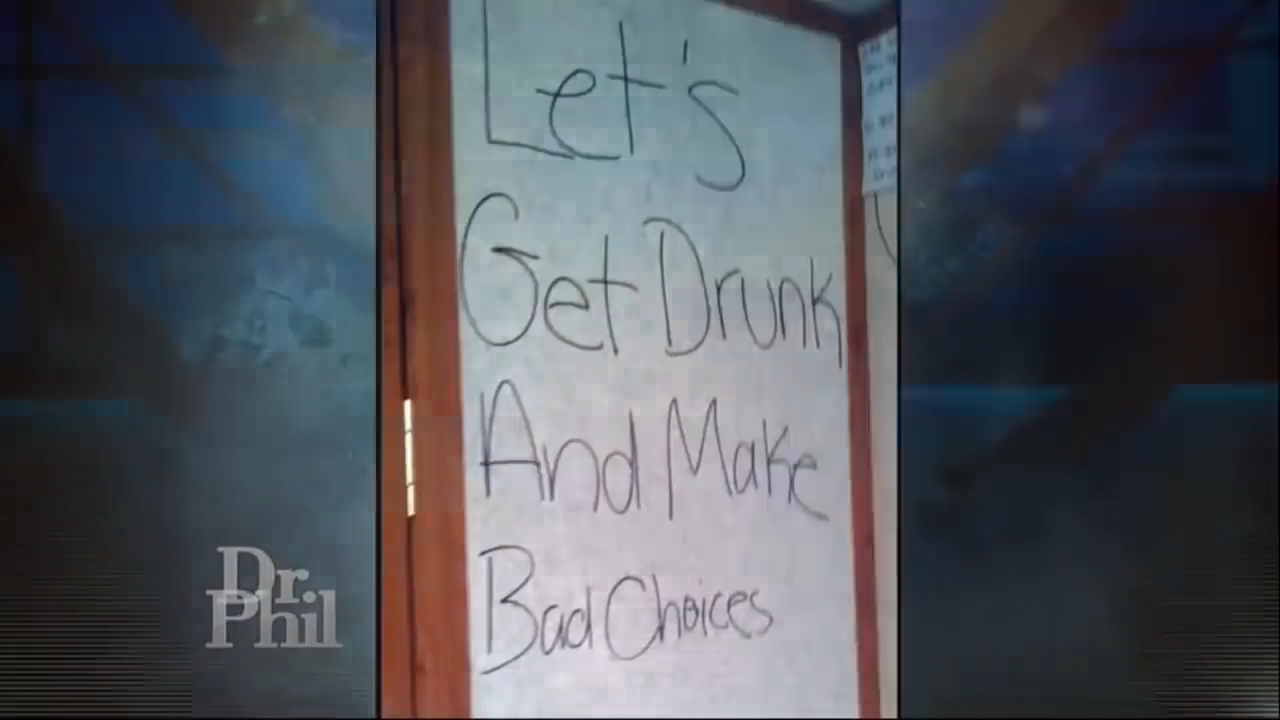 Let's
Get Drunk
And Make
Bad Choices
Dr.
Phil